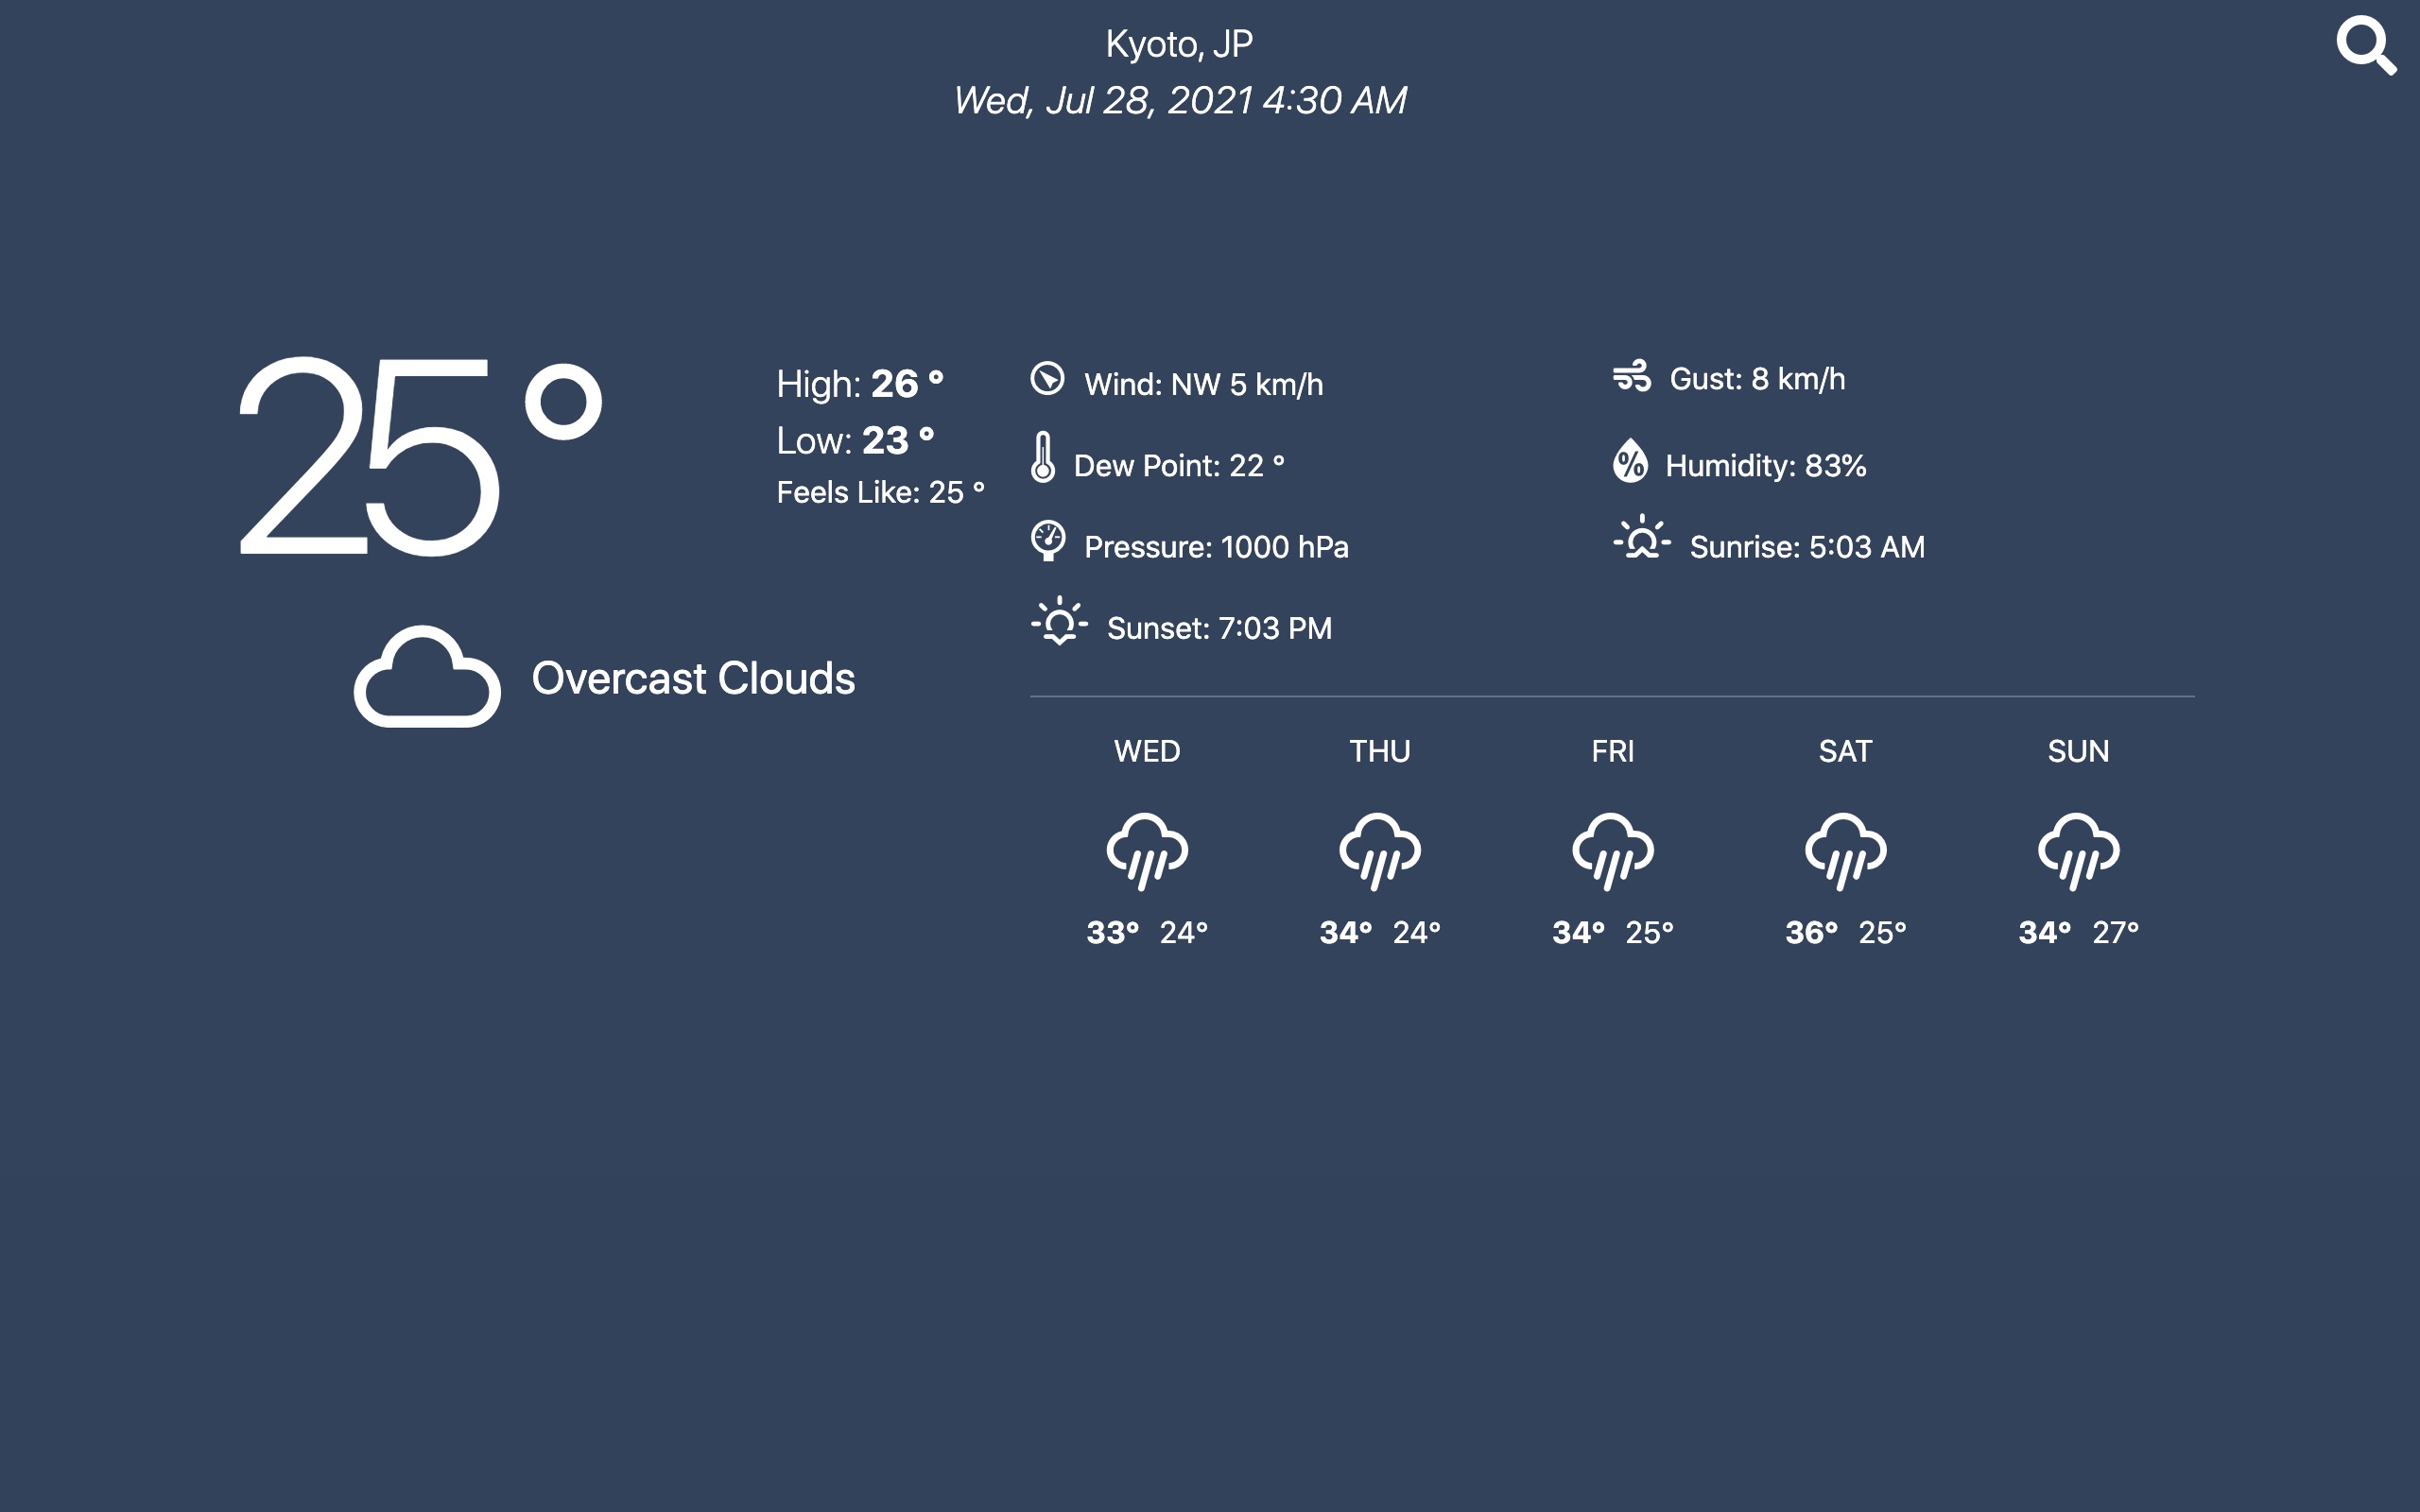 Kyoto, JP
Wed, Jul 28, 2021 4:30 AM
25°
High: 26 °
Low: 23 °
Feels Like: 25 °
Overcast Clouds
Wind: NW 5 km/h
Gust: 8 km/h
Dew Point: 22 °
% Humidity: 83%
Pressure: 1000 hPa
Sunrise: 5:03 AM
Sunset: 7:03 PM
WED THU FRI SAT SUN
33° 24° 34° 24° 34° 25° 36° 25° 34° 27°